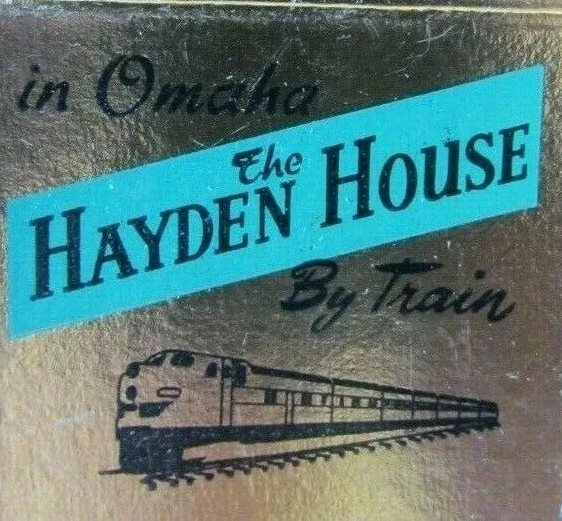 in Omaha
The
HAYDEN HOUSE
By Train